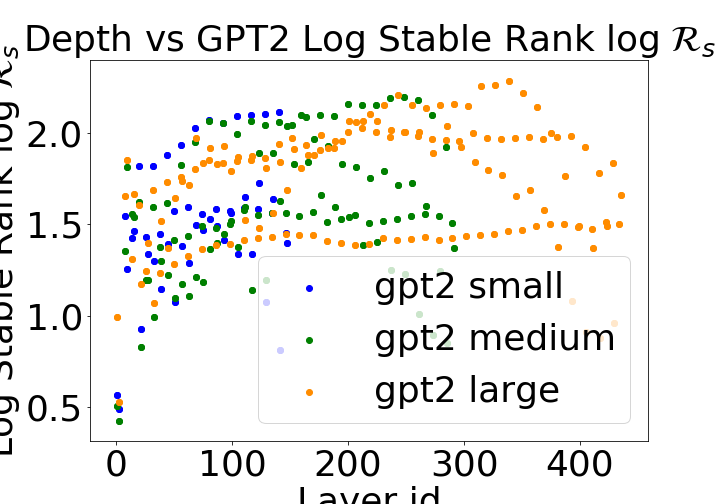 Depth vs GPT2 Log Stable Rank log ℛₛ
Log Stable Rank log ℛₛ
2.0
1.5
1.0
0.5
gpt2 small
gpt2 medium
gpt2 large
0 100 200 300 400
Layer id